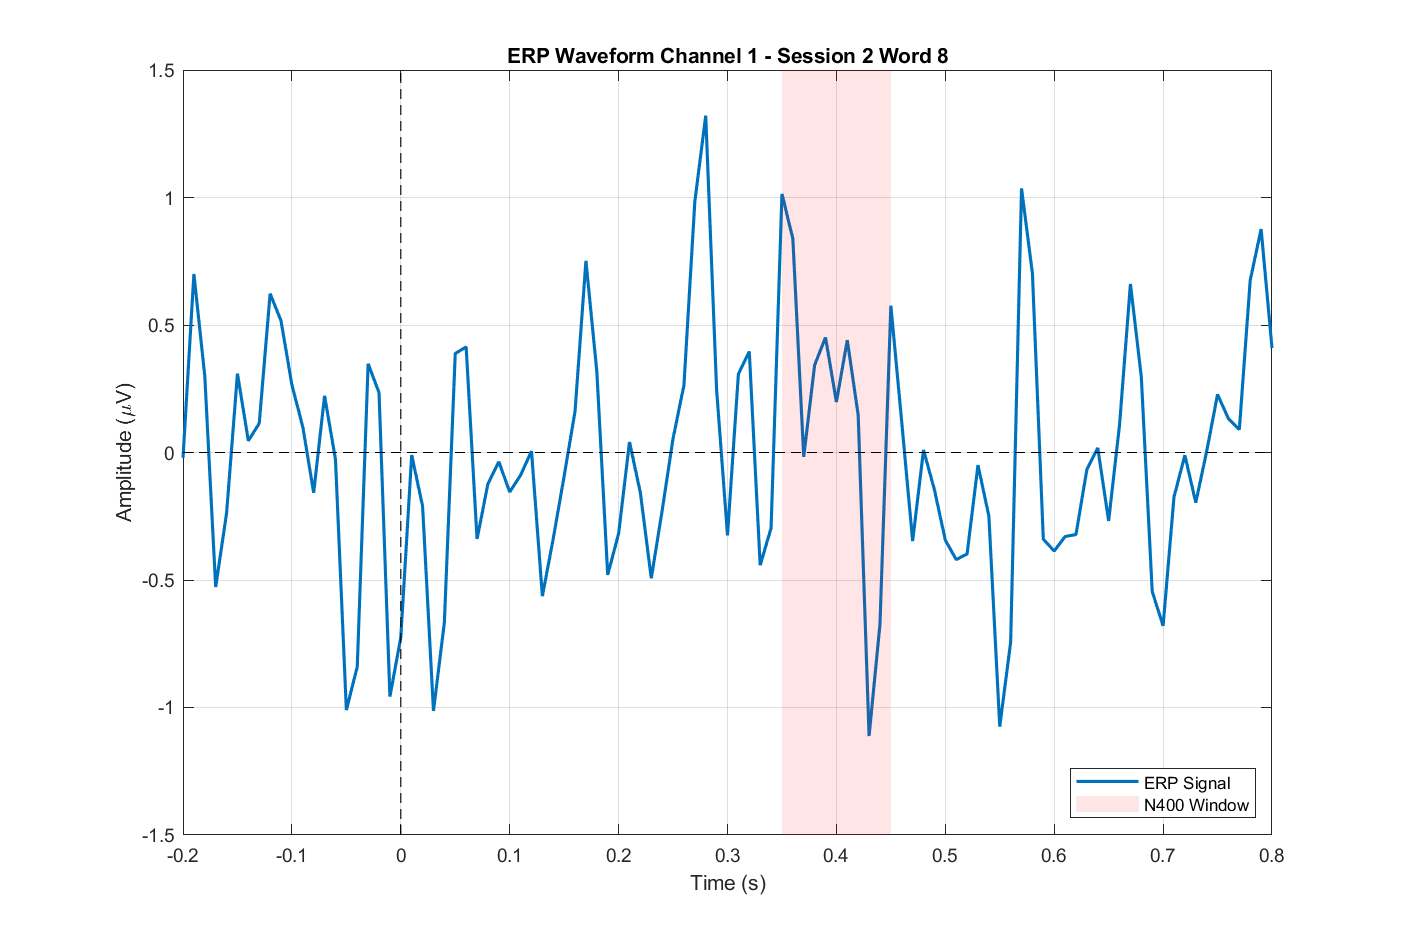 ERP Waveform Channel 1 - Session 2 Word 8
1.5
1
0.5
0
-0.5
-1
-1.5
Amplitude (μV)
-0.2 -0.1 0 0.1 0.2 0.3 0.4 0.5 0.6 0.7 0.8
Time (s)
ERP Signal
N400 Window